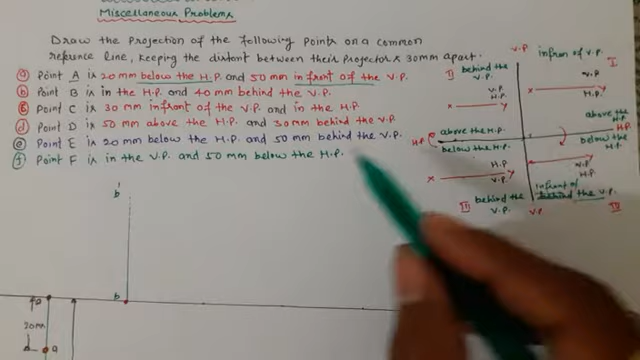 Miscellaneous Problems
Draw the Projection of the following Points on a common
reference line, keeping the distant between their Projector x 30mm apart.
a Point A is 20 mm below the H.P. and 50 mm in front of the V.P.
b Point B is in the H.P and 40 mm behind the V.P.
c Point C is 30 mm infront of the V.P. and in the H.P
d Point D is 50 mm above the H.P. and 30 mm behind the V.P.
e Point E is 20 mm below the H.P. and 50 mm behind the V.P.
f Point F is in the V.P. and 50 mm below the H.P.
V.P.
infron of V.P.
I
II
behind the
V.P.
V.P.
H.P.
x
y
V.P.
H.P.
x
y
above the H.P.
above the
H.P.
H.P
H.P
below the H.P.
below the
H.P.
H.P
V.P.
x
y
V.P.
H.P.
x
y
III
behind the
V.P.
V.P
infront of
behind the V.P.
b'
b
20mm
a